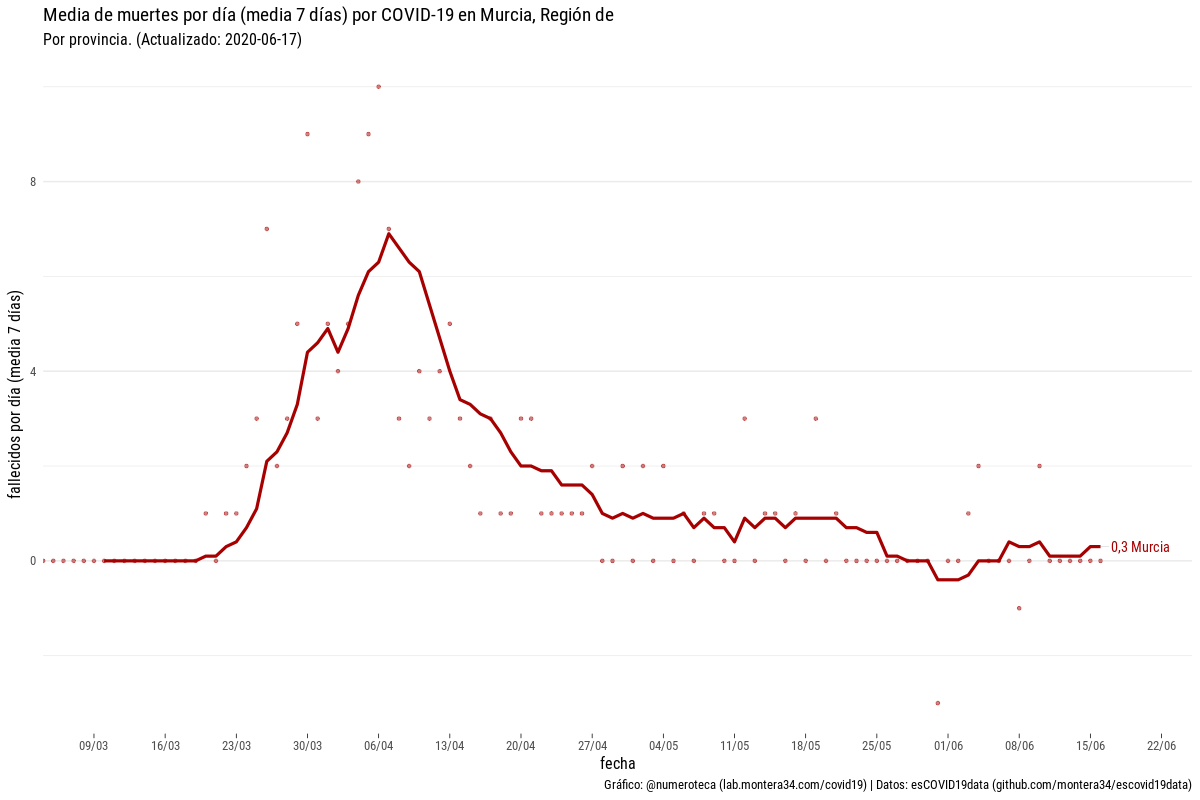 Media de muertes por día (media 7 días) por COVID-19 en Murcia, Región de
Por provincia. (Actualizado: 2020-06-17)
fallecidos por día (media 7 días)
8
4
0
0,3 Murcia
09/03 16/03 23/03 30/03 06/04 13/04 20/04 27/04 04/05 11/05 18/05 25/05 01/06 08/06 15/06 22/06
fecha
Gráfico: @numeroteca (lab.montera34.com/covid19) | Datos: esCOVID19data (github.com/montera34/escovid19data)